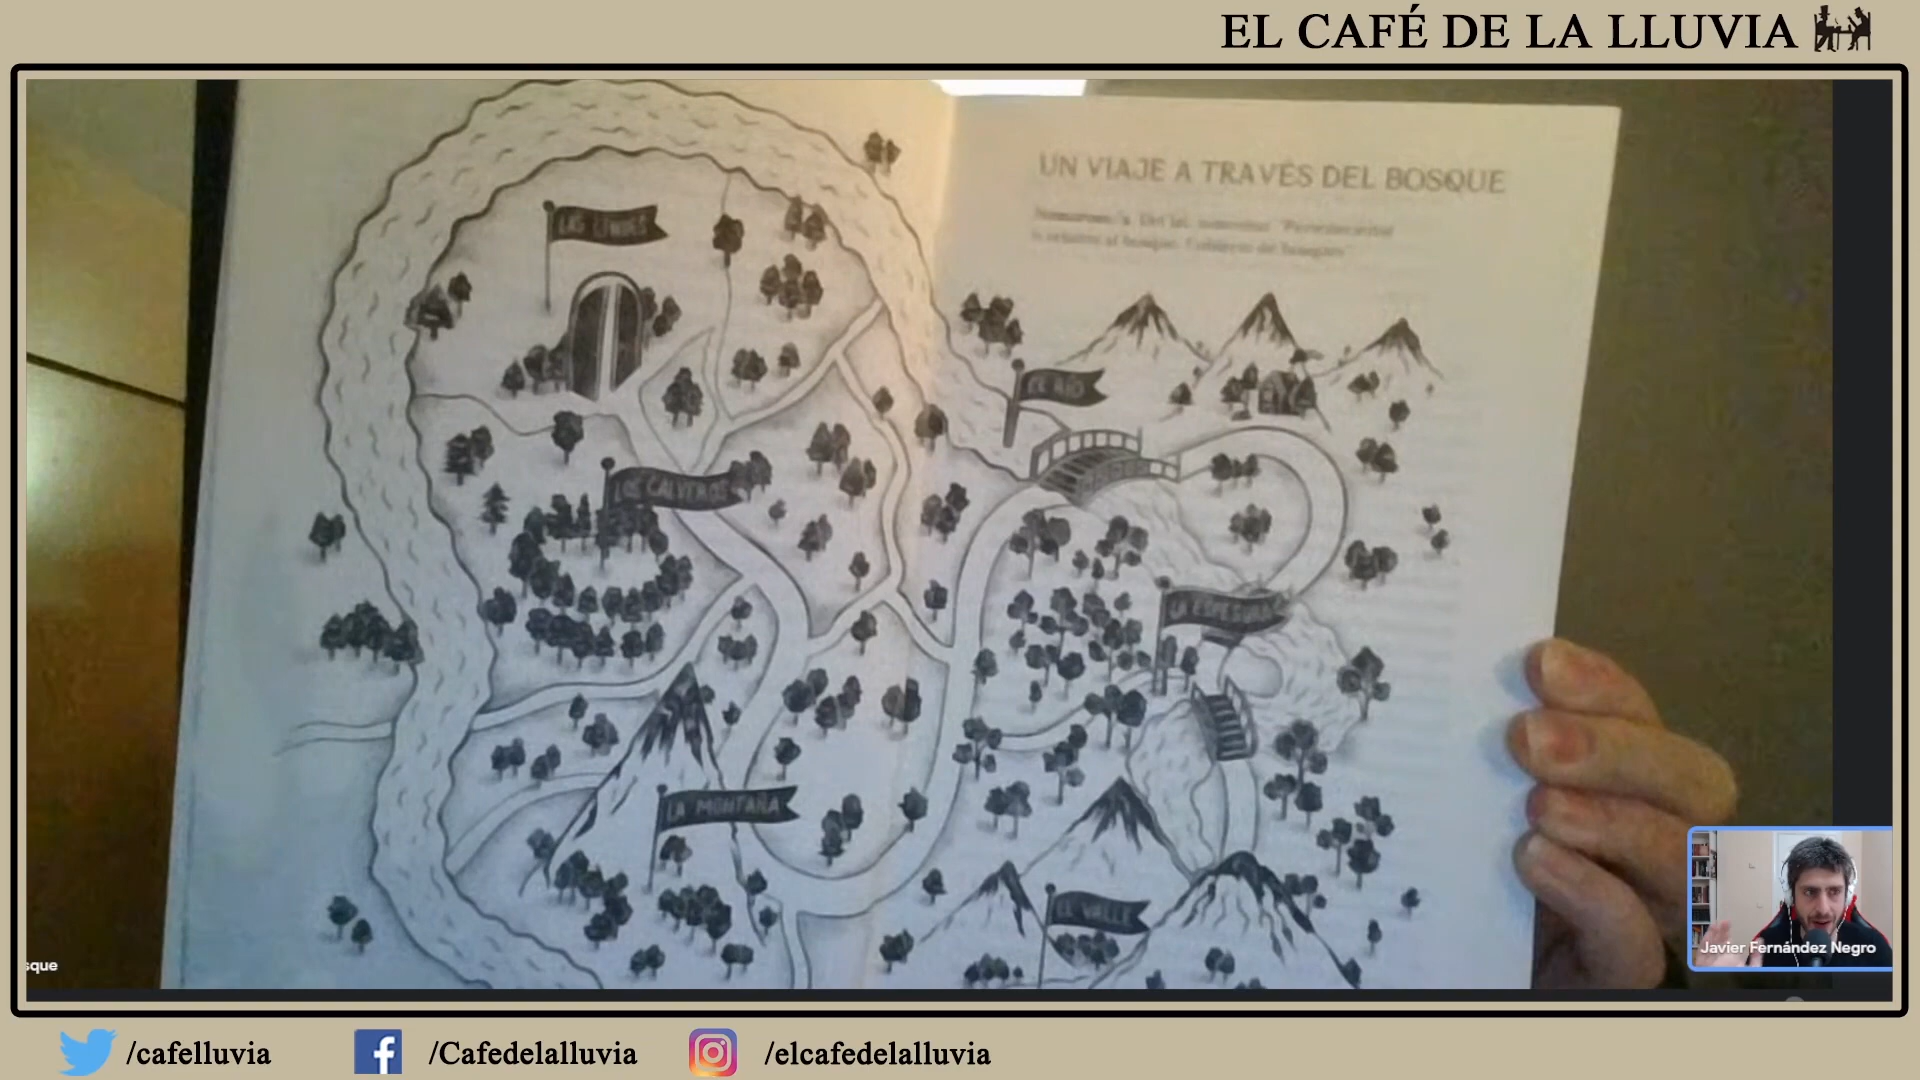 EL CAFÉ DE LA LLUVIA
UN VIAJE A TRAVÉS DEL BOSQUE
LAS LINDES
EL RÍO
LOS CALVEROS
LA ESPESURA
LA MONTAÑA
EL VALLE
sque
Javier Fernández Negro
/cafelluvia
/Cafedelalluvia
/elcafedelalluvia